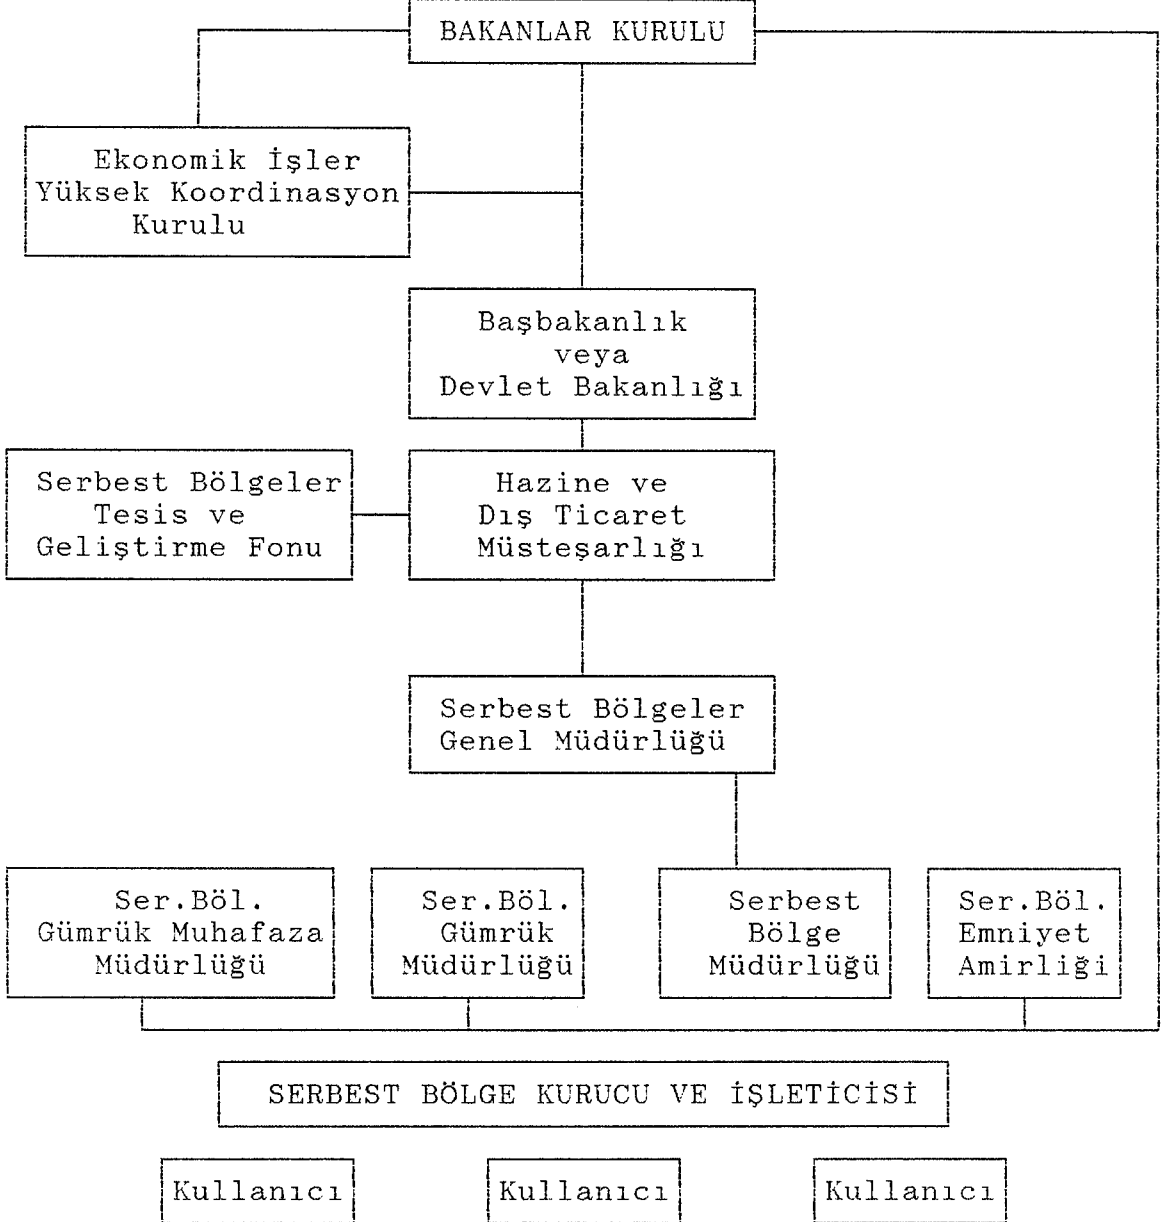 BAKANLAR KURULU
Ekonomik İşler
Yüksek Koordinasyon
Kurulu
Başbakanlık
veya
Devlet Bakanlığı
Serbest Bölgeler
Tesis ve
Geliştirme Fonu
Hazine ve
Dış Ticaret
Müsteşarlığı
Serbest Bölgeler
Genel Müdürlüğü
Ser.Böl.
Gümrük Muhafaza
Müdürlüğü
Ser.Böl.
Gümrük
Müdürlüğü
Serbest
Bölge
Müdürlüğü
Ser.Böl.
Emniyet
Amirliği
SERBEST BÖLGE KURUCU VE İŞLETİCİSİ
Kullanıcı
Kullanıcı
Kullanıcı